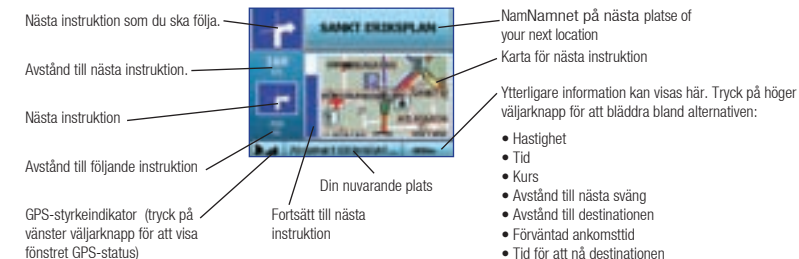 Nästa instruktion som du ska följa.
Avstånd till nästa instruktion.
Nästa instruktion
Avstånd till följande instruktion
GPS-styrkeindikator (tryck på
vänster väljarknapp för att visa
fönstret GPS-status)
SANKT ERIKSPLAN
Fortsätt till nästa
instruktion
Din nuvarande plats
NamNamnet på nästa platse of
your next location
Karta för nästa instruktion
Ytterligare information kan visas här. Tryck på höger
väljarknapp för att bläddra bland alternativen:
• Hastighet
• Tid
• Kurs
• Avstånd till nästa sväng
• Avstånd till destinationen
• Förväntad ankomsttid
• Tid för att nå destinationen